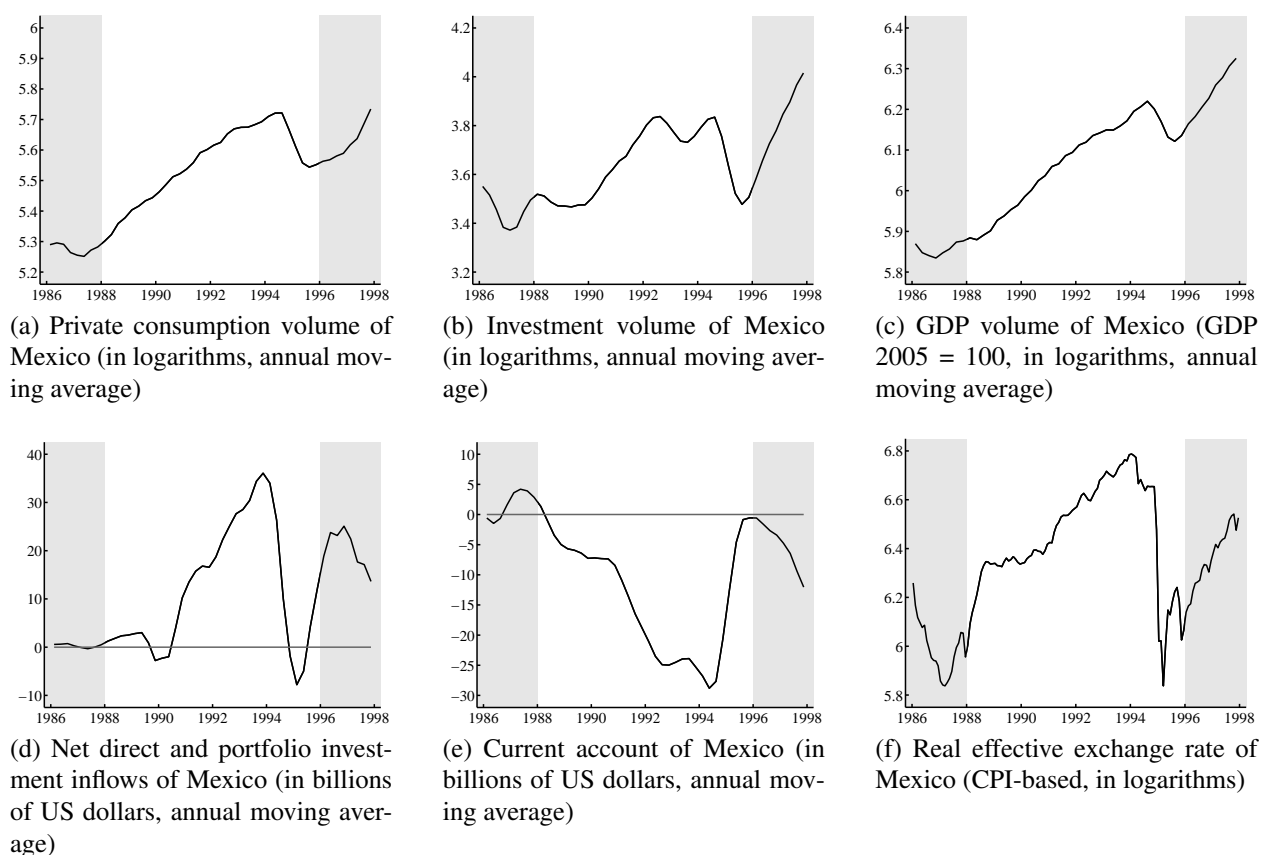 6
5.9
5.8
5.7
5.6
5.5
5.4
5.3
5.2
1986 1988 1990 1992 1994 1996 1998
(a) Private consumption volume of
Mexico (in logarithms, annual mov-
ing average)
4.2
4
3.8
3.6
3.4
3.2
1986 1988 1990 1992 1994 1996 1998
(b) Investment volume of Mexico
(in logarithms, annual moving aver-
age)
6.4
6.3
6.2
6.1
6
5.9
5.8
1986 1988 1990 1992 1994 1996 1998
(c) GDP volume of Mexico (GDP
2005 = 100, in logarithms, annual
moving average)
40
30
20
10
0
−10
1986 1988 1990 1992 1994 1996 1998
(d) Net direct and portfolio invest-
ment inflows of Mexico (in billions
of US dollars, annual moving aver-
age)
10
5
0
−5
−10
−15
−20
−25
−30
1986 1988 1990 1992 1994 1996 1998
(e) Current account of Mexico (in
billions of US dollars, annual mov-
ing average)
6.8
6.6
6.4
6.2
6
5.8
1986 1988 1990 1992 1994 1996 1998
(f) Real effective exchange rate of
Mexico (CPI-based, in logarithms)